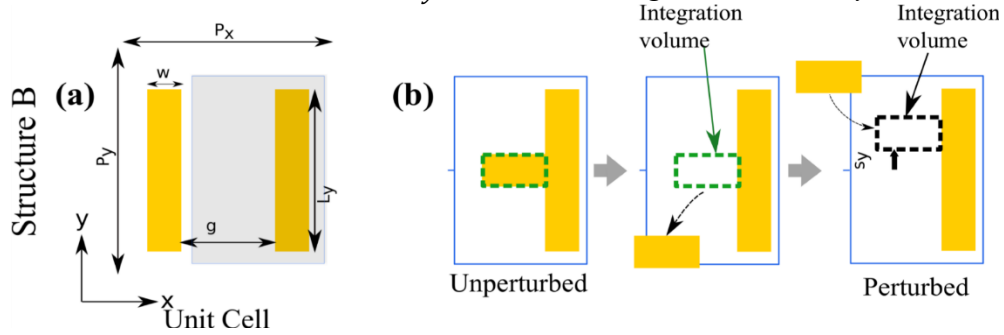 y
Structure B
(a)
Px
w
Py
g
Ly
y
x
Unit Cell
(b)
Integration
volume
Integration
volume
sy
Unperturbed
Perturbed